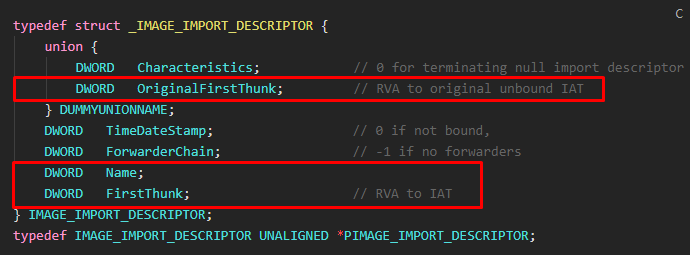 C
typedef struct _IMAGE_IMPORT_DESCRIPTOR {
union {
DWORD Characteristics; // 0 for terminating null import descriptor
DWORD OriginalFirstThunk; // RVA to original unbound IAT
} DUMMYUNIONNAME;
DWORD TimeDateStamp; // 0 if not bound,
DWORD ForwarderChain; // -1 if no forwarders
DWORD Name;
DWORD FirstThunk; // RVA to IAT
} IMAGE_IMPORT_DESCRIPTOR;
typedef IMAGE_IMPORT_DESCRIPTOR UNALIGNED *PIMAGE_IMPORT_DESCRIPTOR;